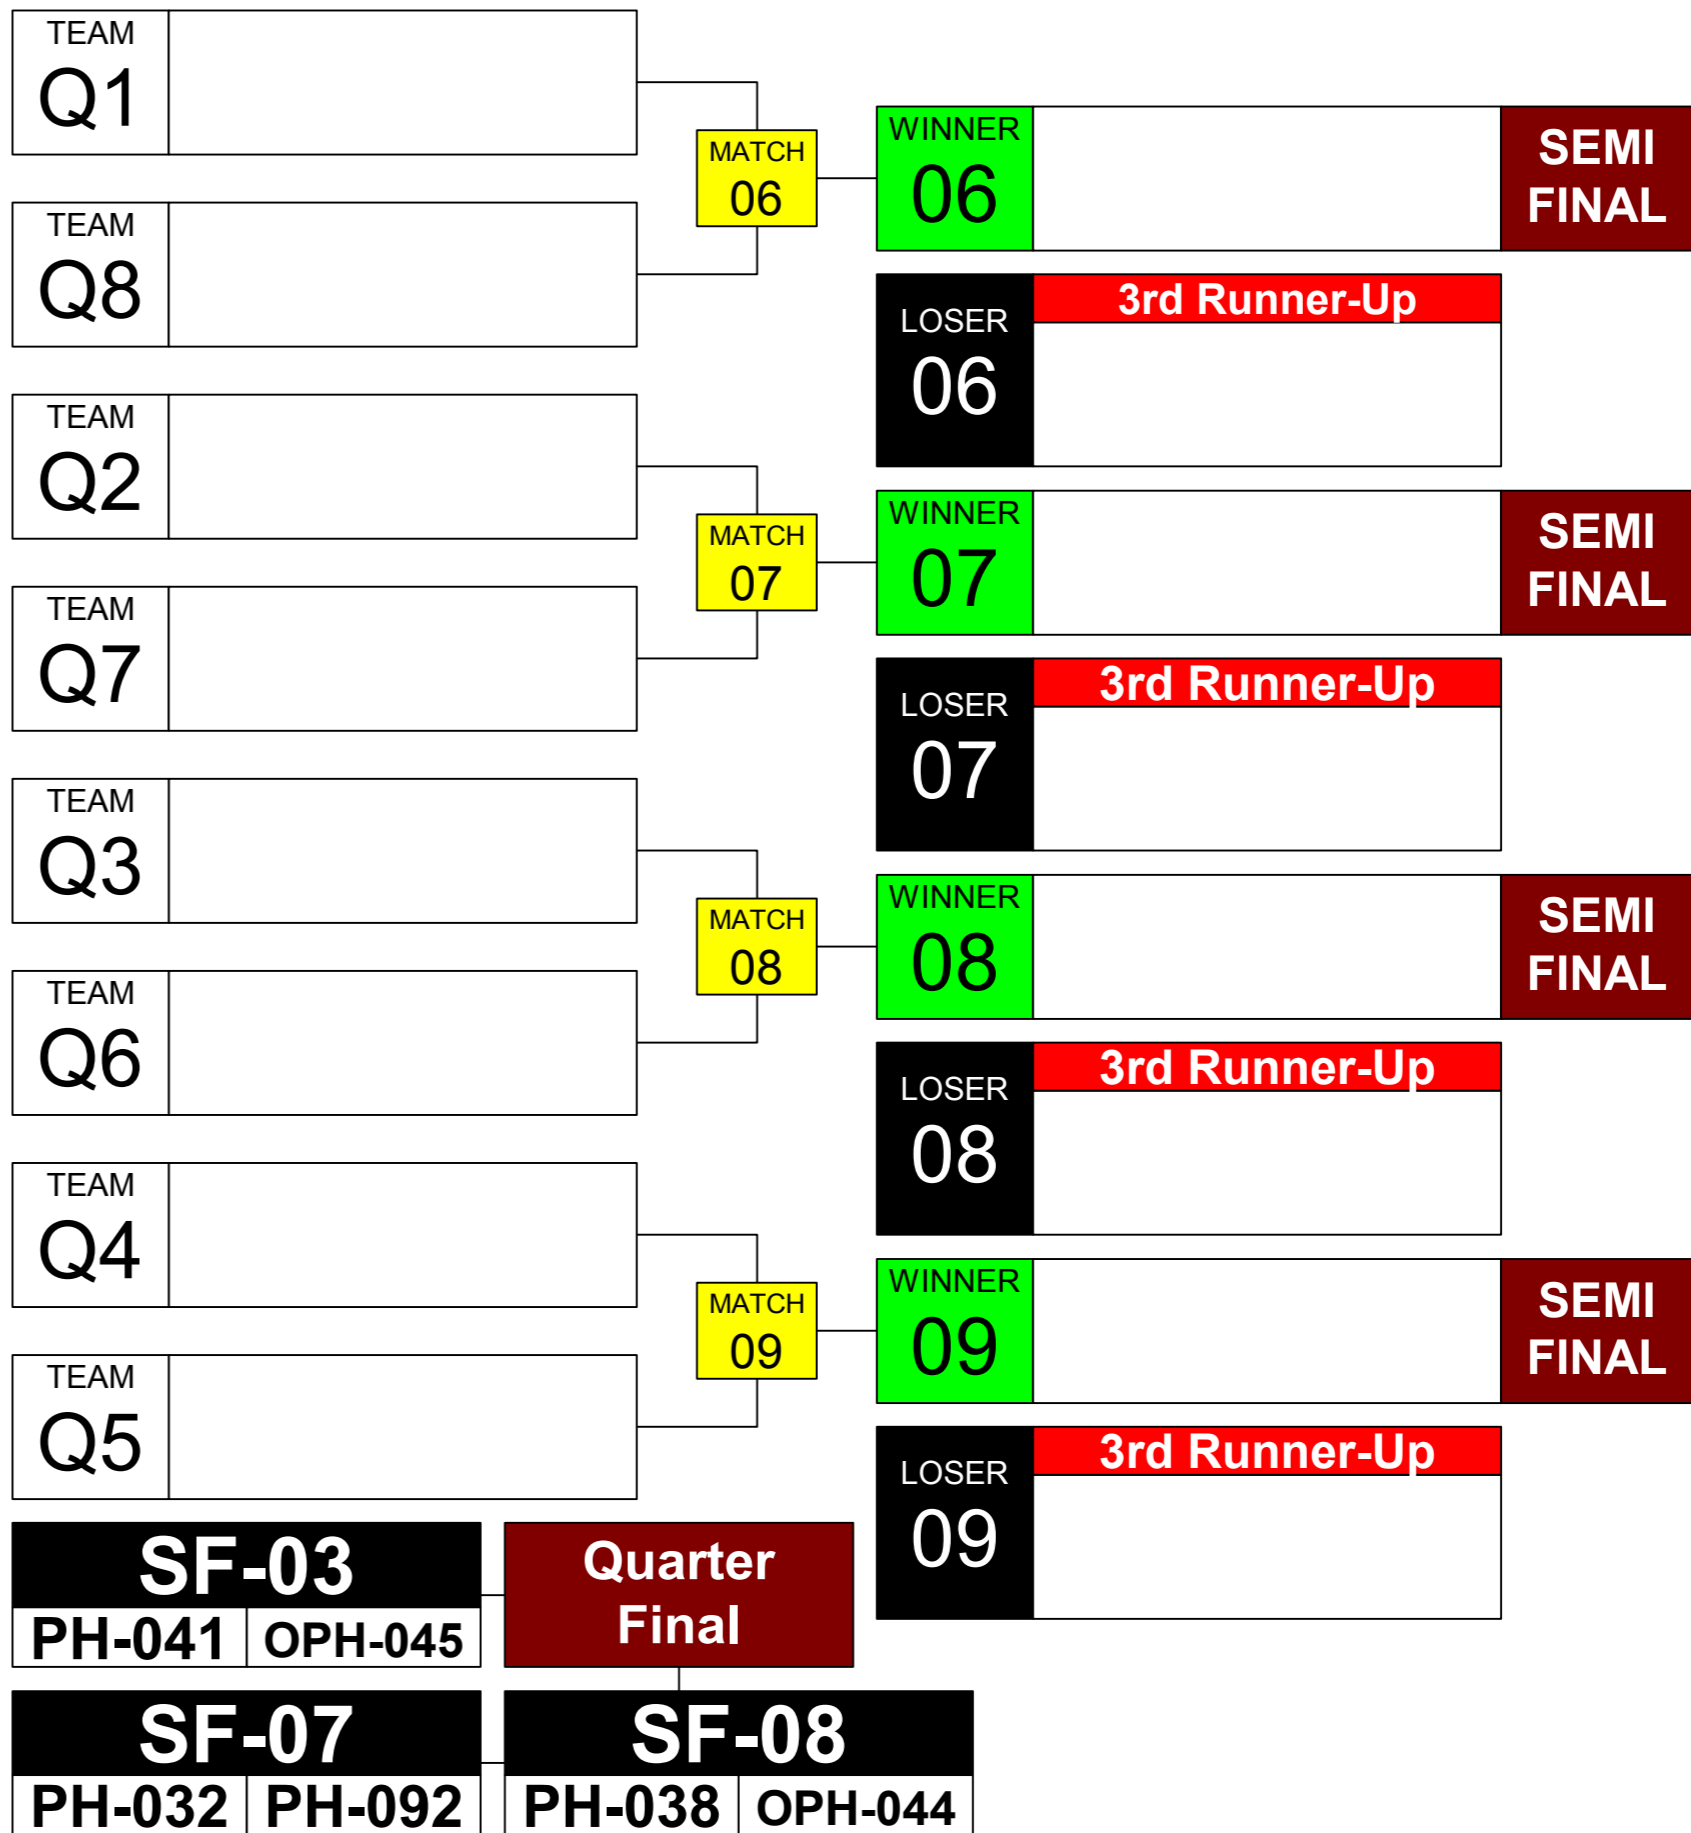 TEAM
Q1
MATCH
06
WINNER
06
SEMI
FINAL
TEAM
Q8
LOSER
06
3rd Runner-Up
TEAM
Q2
MATCH
07
WINNER
07
SEMI
FINAL
TEAM
Q7
LOSER
07
3rd Runner-Up
TEAM
Q3
MATCH
08
WINNER
08
SEMI
FINAL
TEAM
Q6
LOSER
08
3rd Runner-Up
TEAM
Q4
MATCH
09
WINNER
09
SEMI
FINAL
TEAM
Q5
LOSER
09
3rd Runner-Up
SF-03
PH-041 OPH-045
Quarter
Final
SF-07
PH-032 PH-092
SF-08
PH-038 OPH-044